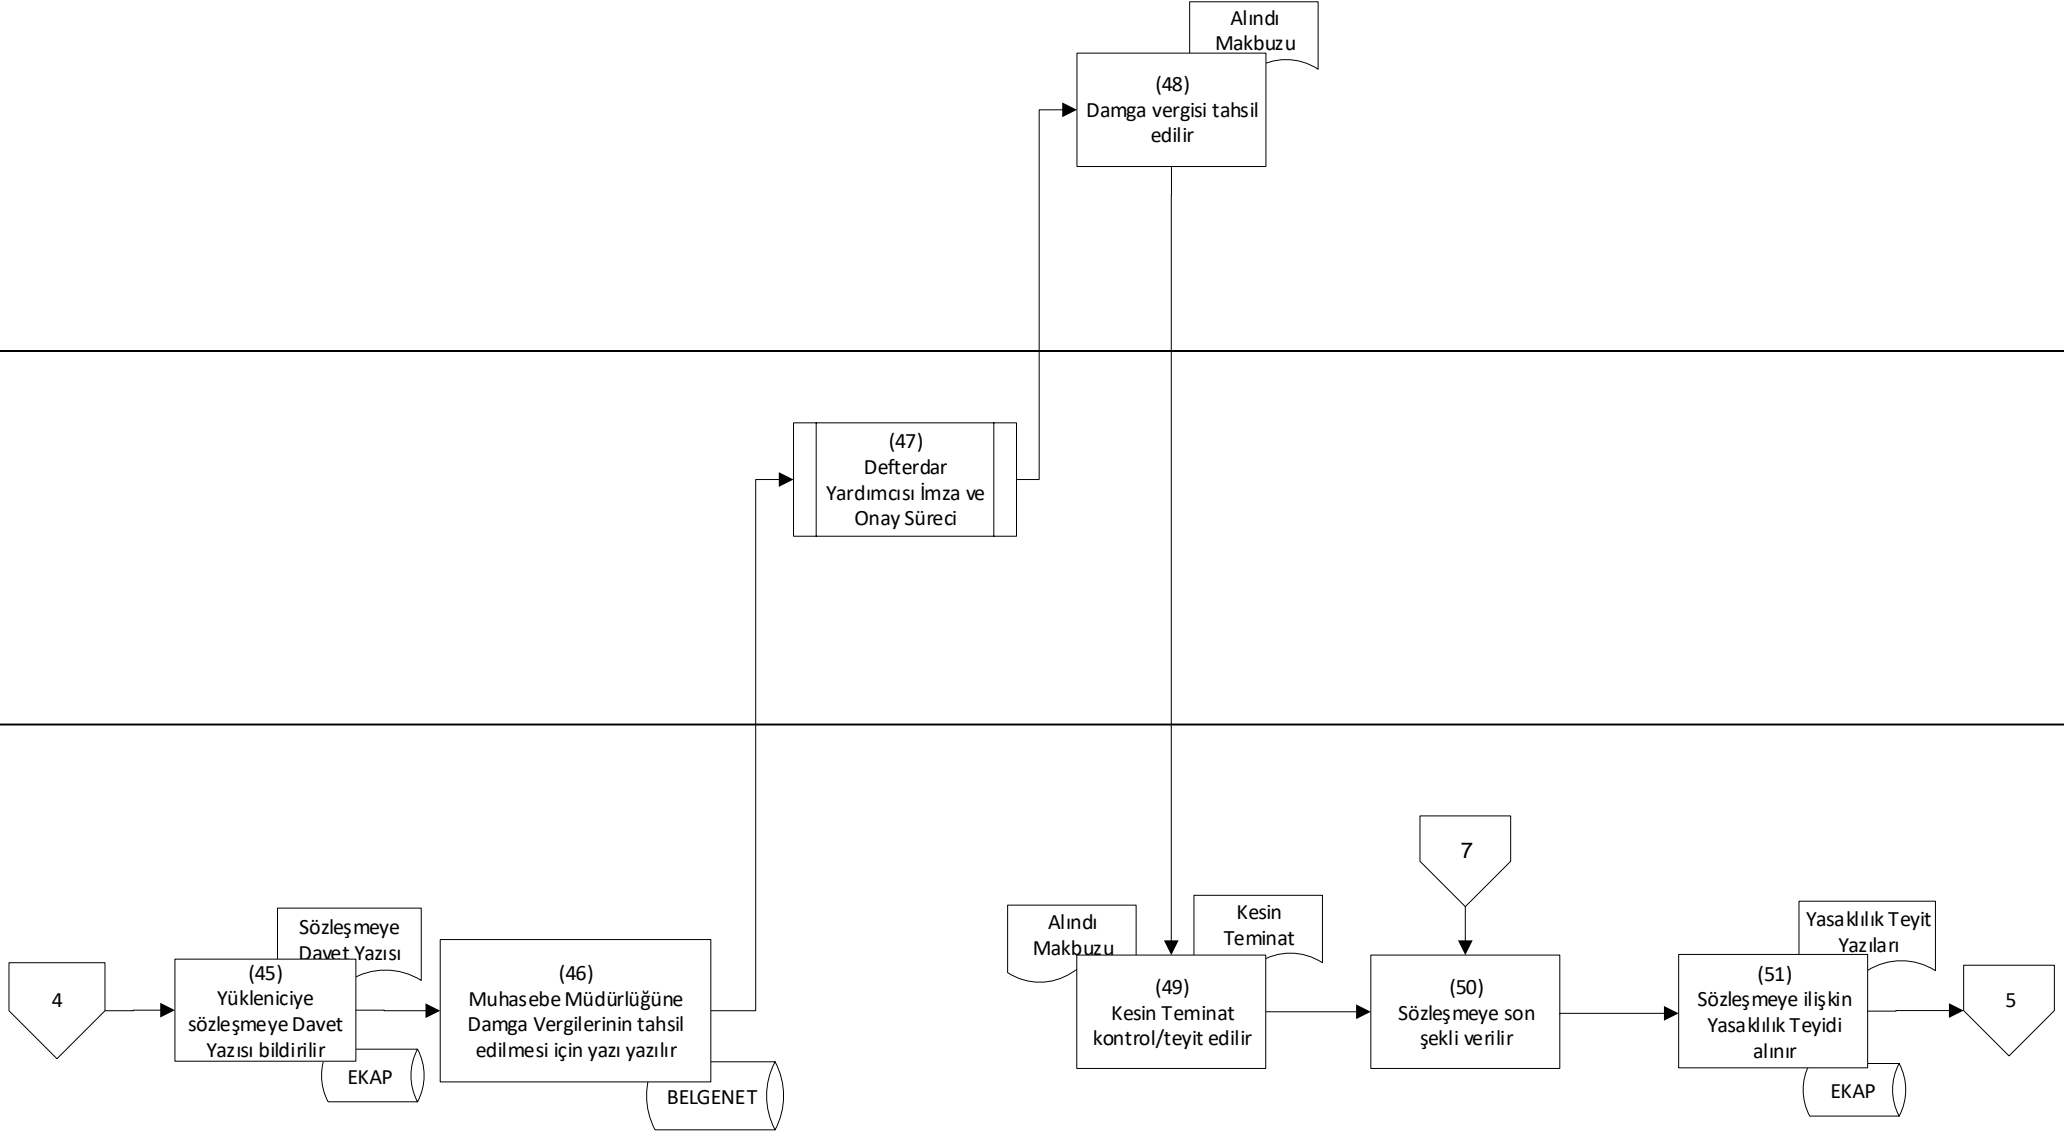 Alındı
Makbuzu
(48)
Damga vergisi tahsil
edilir
(47)
Defterdar
Yardımcısı İmza ve
Onay Süreci
4
Sözleşmeye
Davet Yazısı
(45)
Yükleniciye
sözleşmeye Davet
Yazısı bildirilir
EKAP
(46)
Muhasebe Müdürlüğüne
Damga Vergilerinin tahsil
edilmesi için yazı yazılır
BELGENET
Alındı
Makbuzu
Kesin
Teminat
(49)
Kesin Teminat
kontrol/teyit edilir
7
(50)
Sözleşmeye son
şekli verilir
Yasaklılık Teyit
Yazıları
(51)
Sözleşmeye ilişkin
Yasaklılık Teyidi
alınır
EKAP
5